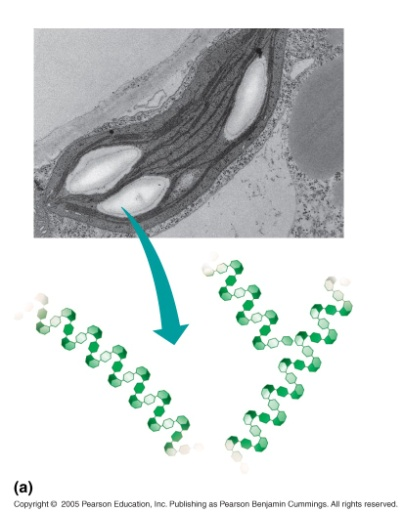 (a)
Copyright © 2005 Pearson Education, Inc. Publishing as Pearson Benjamin Cummings. All rights reserved.